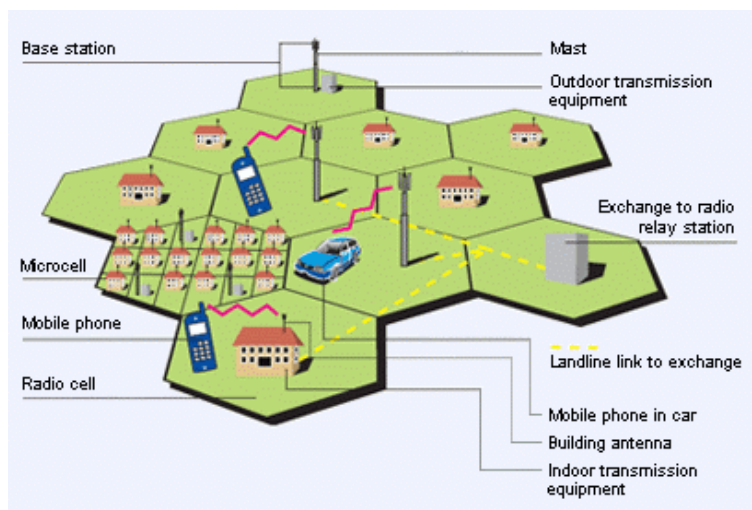 Base station
Mast
Outdoor transmission
equipment
Exchange to radio
relay station
Microcell
Mobile phone
Landline link to exchange
Radio cell
Mobile phone in car
Building antenna
Indoor transmission
equipment